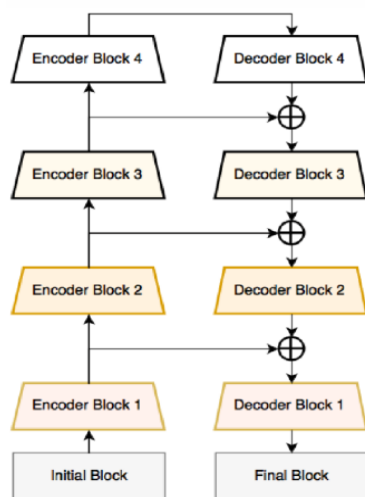 Encoder Block 4
Decoder Block 4
Encoder Block 3
Decoder Block 3
Encoder Block 2
Decoder Block 2
Encoder Block 1
Decoder Block 1
Initial Block
Final Block